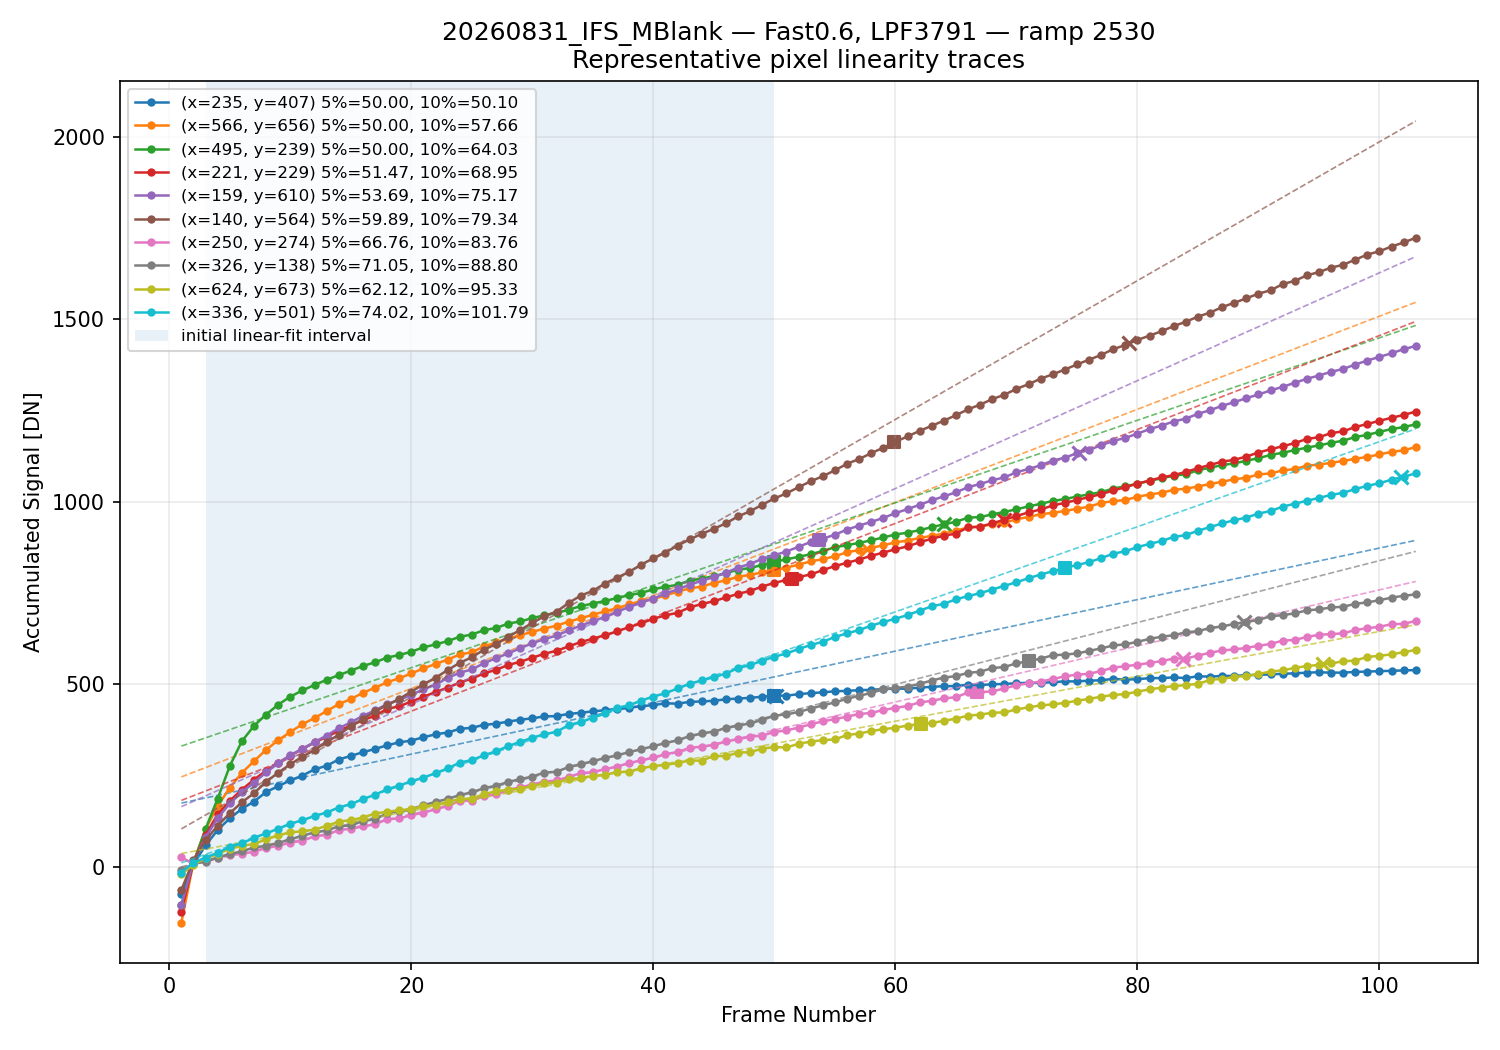 20260831_IFS_MBlank — Fast0.6, LPF3791 — ramp 2530
Representative pixel linearity traces
(x=235, y=407) 5%=50.00, 10%=50.10
(x=566, y=656) 5%=50.00, 10%=57.66
(x=495, y=239) 5%=50.00, 10%=64.03
(x=221, y=229) 5%=51.47, 10%=68.95
(x=159, y=610) 5%=53.69, 10%=75.17
(x=140, y=564) 5%=59.89, 10%=79.34
(x=250, y=274) 5%=66.76, 10%=83.76
(x=326, y=138) 5%=71.05, 10%=88.80
(x=624, y=673) 5%=62.12, 10%=95.33
(x=336, y=501) 5%=74.02, 10%=101.79
initial linear-fit interval
2000
1500
1000
500
0
Accumulated Signal [DN]
0 20 40 60 80 100
Frame Number